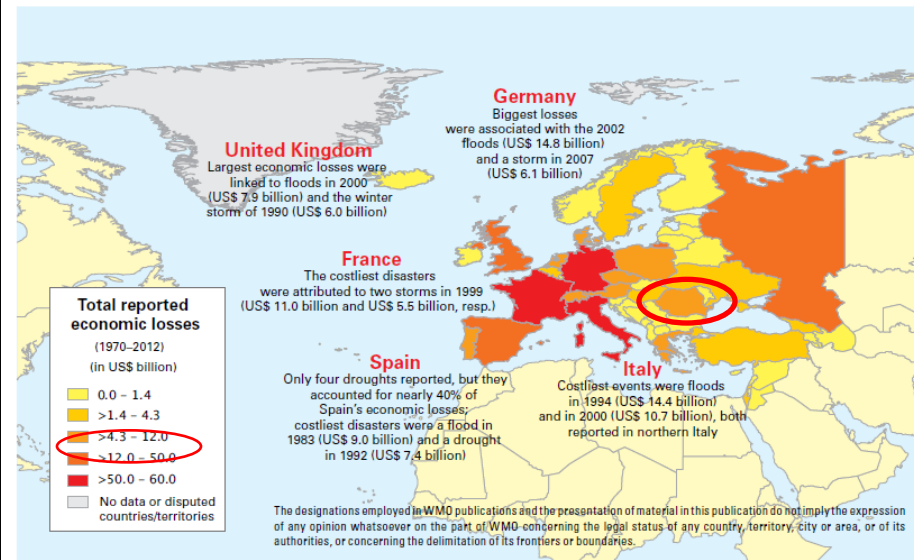 Germany
Biggest losses
were associated with the 2002
floods (US$ 14.8 billion)
and a storm in 2007
(US$ 6.1 billion)
United Kingdom
Largest economic losses were
linked to floods in 2000
(US$ 7.9 billion) and the winter
storm of 1990 (US$ 6.0 billion)
France
The costliest disasters
were attributed to two storms in 1999
(US$ 11.0 billion and US$ 5.5 billion, resp.)
Total reported
economic losses
(1970–2012)
(in US$ billion)
0.0 – 1.4
>1.4 – 4.3
>4.3 – 12.0
>12.0 – 50.0
>50.0 – 60.0
No data or disputed
countries/territories
Spain
Only four droughts reported, but they
accounted for nearly 40% of
Spain's economic losses;
costliest disasters were a flood in
1983 (US$ 9.0 billion) and a drought
in 1992 (US$ 7.4 billion)
Italy
Costliest events were floods
in 1994 (US$ 14.4 billion)
and in 2000 (US$ 10.7 billion), both
reported in northern Italy
The designations employed in WMO publications and the presentation of material in this publication do not imply the expression
of any opinion whatsoever on the part of WMO concerning the legal status of any country, territory, city or area, or of its
authorities, or concerning the delimitation of its frontiers or boundaries.